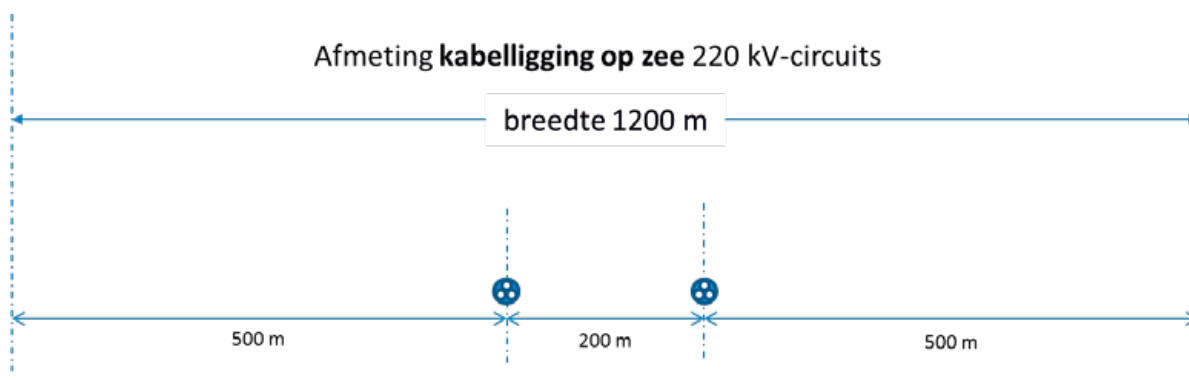 Afmeting kabelligging op zee 220 kV-circuits
breedte 1200 m
500 m
200 m
500 m